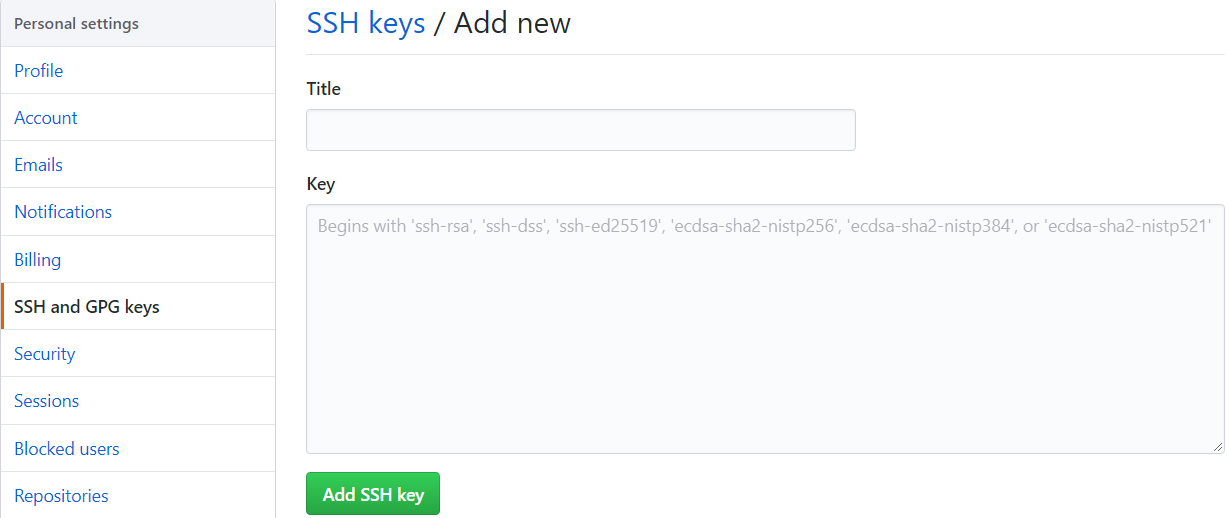 Personal settings
Profile
Account
Emails
Notifications
Billing
SSH and GPG keys
Security
Sessions
Blocked users
Repositories
SSH keys / Add new
Title
Key
Begins with 'ssh-rsa', 'ssh-dss', 'ssh-ed25519', 'ecdsa-sha2-nistp256', 'ecdsa-sha2-nistp384', or 'ecdsa-sha2-nistp521'
Add SSH key